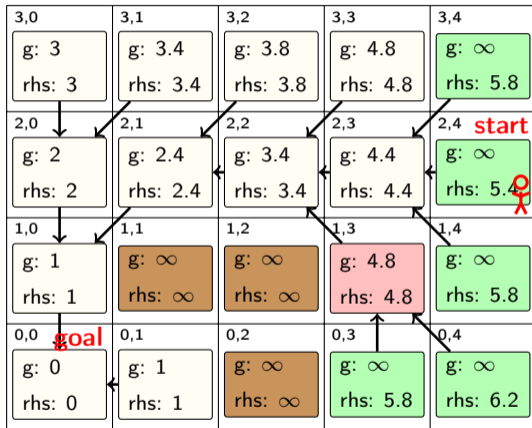 3,0 3,1 3,2 3,3 3,4
g: 3 g: 3.4 g: 3.8 g: 4.8 g: ∞
rhs: 3 rhs: 3.4 rhs: 3.8 rhs: 4.8 rhs: 5.8
2,0 2,1 2,2 2,3 2,4 start
g: 2 g: 2.4 g: 3.4 g: 4.4 g: ∞
rhs: 2 rhs: 2.4 rhs: 3.4 rhs: 4.4 rhs: 5.4
1,0 1,1 1,2 1,3 1,4
g: 1 g: ∞ g: ∞ g: 4.8 g: ∞
rhs: 1 rhs: ∞ rhs: ∞ rhs: 4.8 rhs: 5.8
0,0 goal 0,1 0,2 0,3 0,4
g: 0 g: 1 g: ∞ g: ∞ g: ∞
rhs: 0 rhs: 1 rhs: ∞ rhs: 5.8 rhs: 6.2